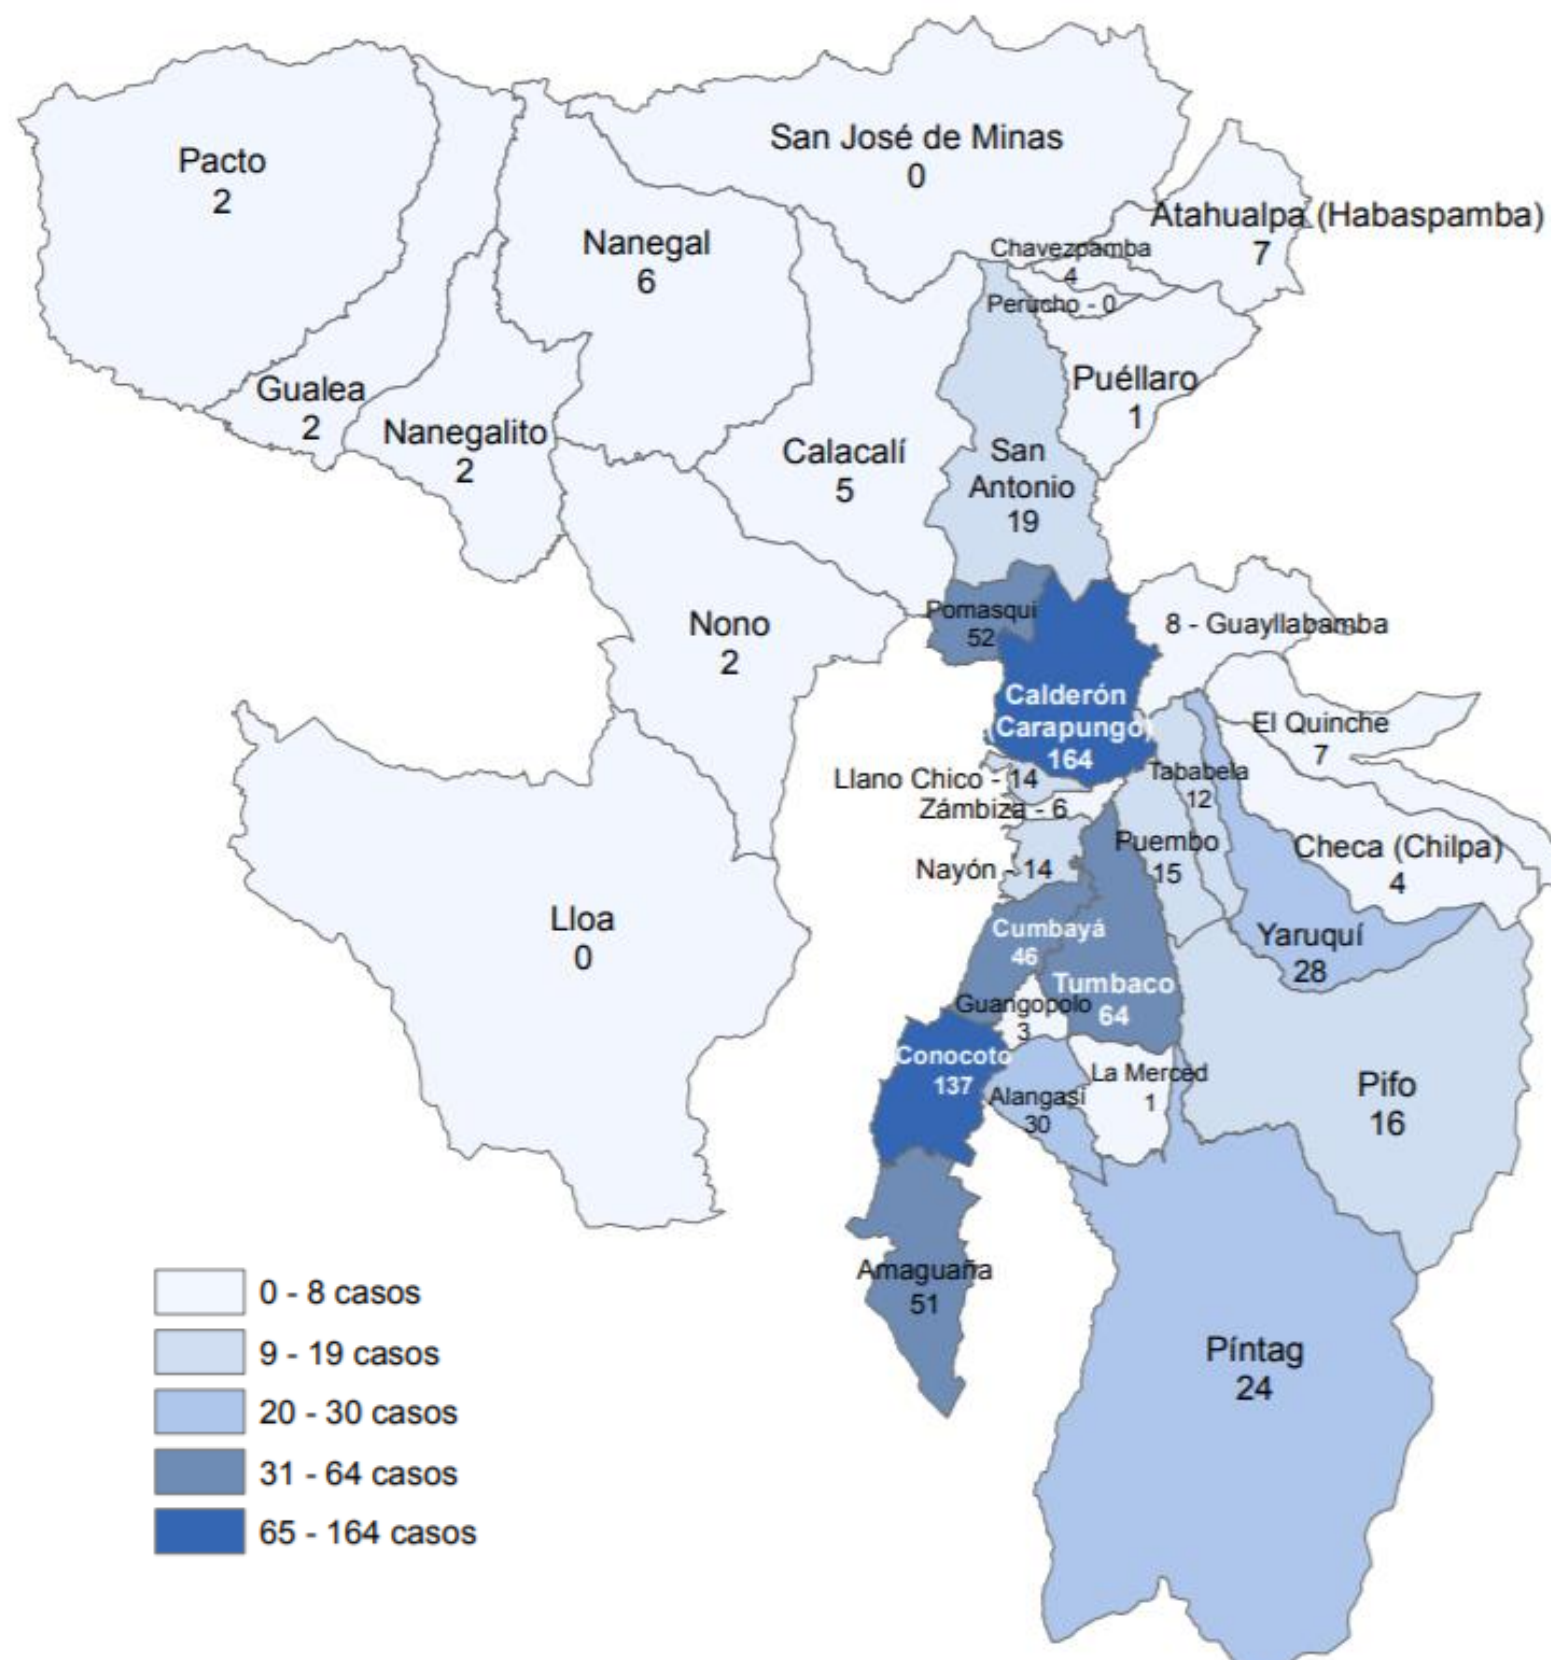 Pacto
2
San José de Minas
0
Atahualpa (Habaspamba)
7
Nanegal
6
Chavezpamba
4
Perucho - 0
Puéllaro
1
Gualea
2
Nanegalito
2
Calacalí
5
San
Antonio
19
Pomasqui
52
Nono
2
8 - Guayllabamba
Calderón
(Carapungo)
164
El Quinche
7
Llano Chico - 14
Tababela
12
Zámbiza - 6
Puembo
15
Checa (Chilpa)
4
Nayón - 14
Lloa
0
Cumbayá
46
Yaruquí
28
Tumbaco
64
Guangopolo
3
Conocoto
137
La Merced
1
Alangasí
30
Pifo
16
Amaguaña
51
Píntag
24
0 - 8 casos
9 - 19 casos
20 - 30 casos
31 - 64 casos
65 - 164 casos